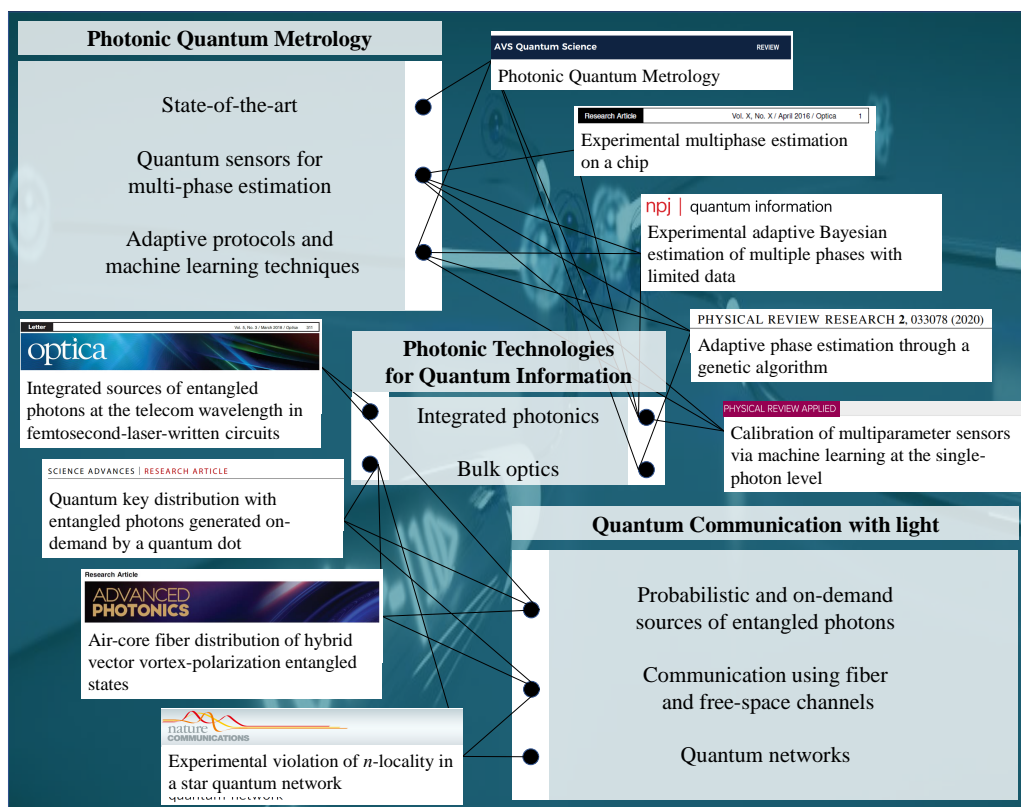 Photonic Quantum Metrology
State-of-the-art
Quantum sensors for
multi-phase estimation
Adaptive protocols and
machine learning techniques
AVS Quantum Science
REVIEW
Photonic Quantum Metrology
Research Article
Vol. X, No. X / April 2016 / Optica
1
Experimental multiphase estimation
on a chip
npj | quantum information
Experimental adaptive Bayesian
estimation of multiple phases with
limited data
PHYSICAL REVIEW RESEARCH 2, 033078 (2020)
Adaptive phase estimation through a
genetic algorithm
PHYSICAL REVIEW APPLIED
Calibration of multiparameter sensors
via machine learning at the single-
photon level
Letter
optica
Integrated sources of entangled
photons at the telecom wavelength in
femtosecond-laser-written circuits
Photonic Technologies
for Quantum Information
Integrated photonics
Bulk optics
SCIENCE ADVANCES | RESEARCH ARTICLE
Quantum key distribution with
entangled photons generated on-
demand by a quantum dot
Research Article
ADVANCED
PHOTONICS
Air-core fiber distribution of hybrid
vector vortex-polarization entangled
states
nature
COMMUNICATIONS
Experimental violation of n-locality in
a star quantum network
Quantum Communication with light
Probabilistic and on-demand
sources of entangled photons
Communication using fiber
and free-space channels
Quantum networks